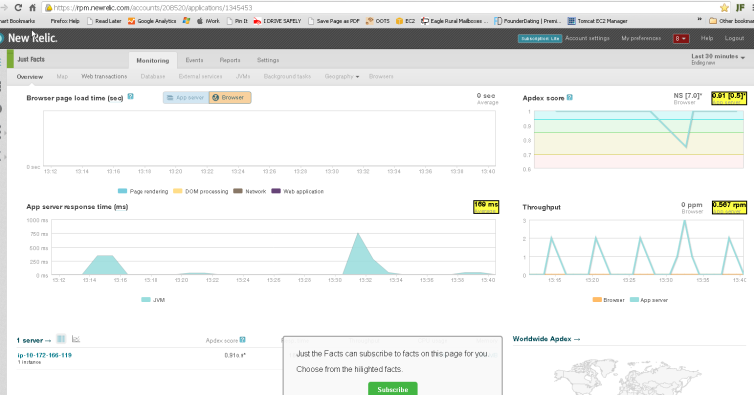 https://rpm.newrelic.com/accounts/208520/applications/1345453
JF
Smart Bookmarks Firefox Help Read Later Google Analytics iWork Pin It I DRIVE SAFELY Save Page as PDF OOTS EC2 Eagle Rural Mailboxes ... FounderDating | Premi... Tomcat EC2 Manager » Other bookmarks
New Relic. Subscription: Lite Account settings My preferences 8 Help Logout
Just Facts Monitoring Events Reports Settings Last 30 minutes
Ending now
Overview Map Web transactions Database External services JVMs Background tasks Geography Browsers
Browser page load time (sec) ? App server Browser 0 sec
Average
0 sec
13:12 13:14 13:16 13:18 13:20 13:22 13:24 13:26 13:28 13:30 13:32 13:34 13:36 13:38 13:40
Page rendering DOM processing Network Web application
Apdex score ? NS [7.0]* 0.91 [0.5]*
Browser App server
1
0.9
0.8
0.7
0.6
App server response time (ms) 169 ms
Average
1000 ms
750 ms
500 ms
250 ms
0 ms
13:12 13:14 13:16 13:18 13:20 13:22 13:24 13:26 13:28 13:30 13:32 13:34 13:36 13:38 13:40
JVM
Throughput 0 ppm 0.567 rpm
Browser App server
3
2
1
0
13:15 13:20 13:25 13:30 13:35 13:40
Browser App server
1 server → Apdex score ?
ip-10-172-166-119
1 instance
Just the Facts can subscribe to facts on this page for you.
Choose from the hilighted facts.
Subscribe
Worldwide Apdex →